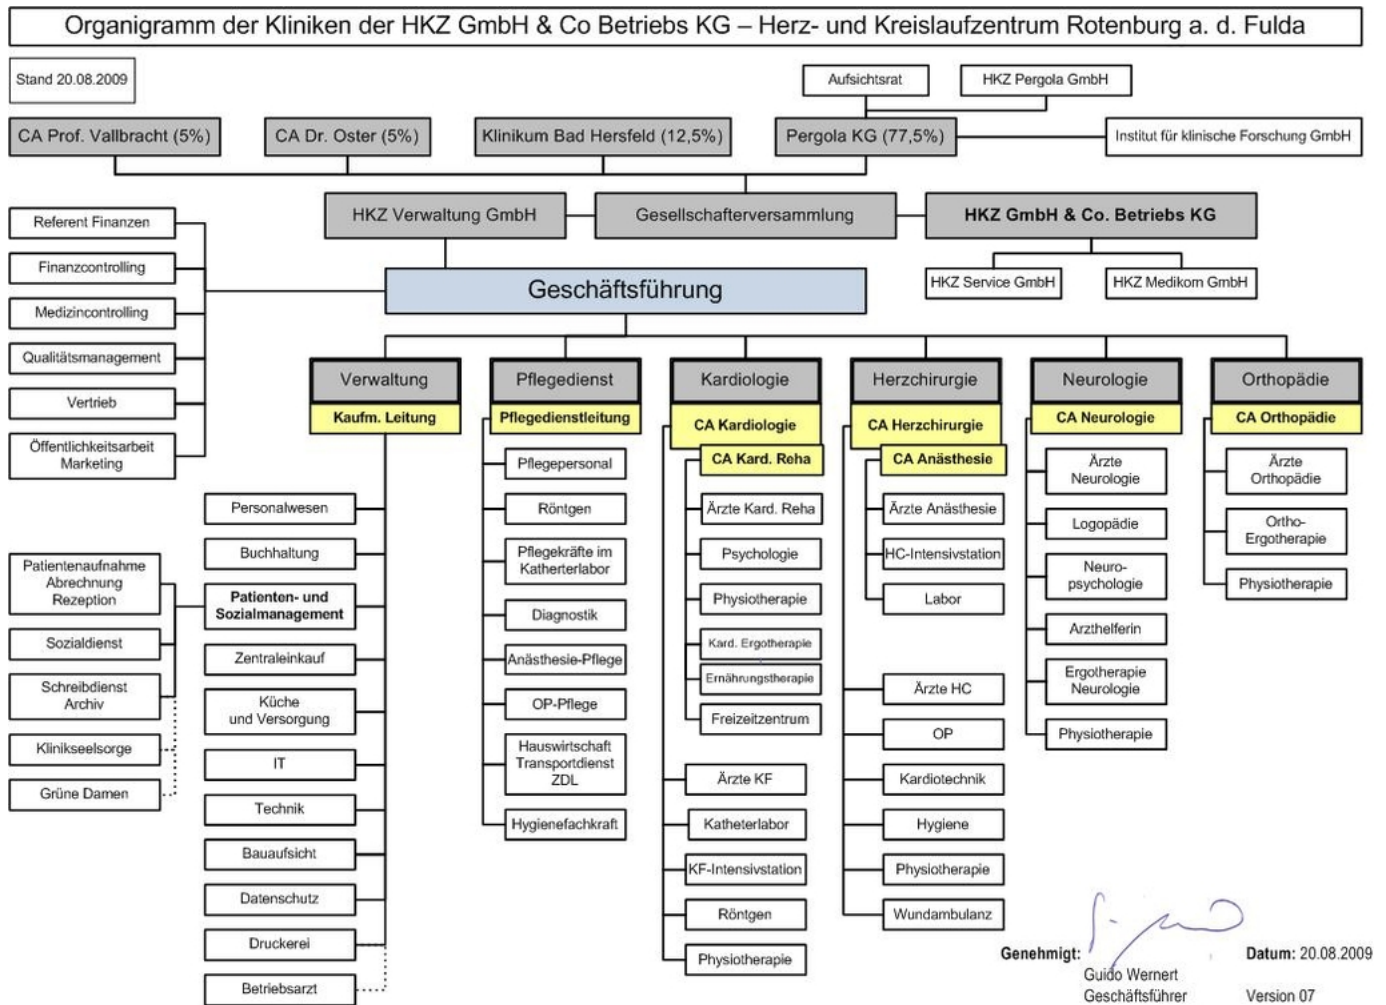 Organigramm der Kliniken der HKZ GmbH & Co Betriebs KG – Herz- und Kreislaufzentrum Rotenburg a. d. Fulda
Stand 20.08.2009
Aufsichtsrat
HKZ Pergola GmbH
CA Prof. Vallbracht (5%)
CA Dr. Oster (5%)
Klinikum Bad Hersfeld (12,5%)
Pergola KG (77,5%)
Institut für klinische Forschung GmbH
HKZ Verwaltung GmbH
Gesellschafterversammlung
HKZ GmbH & Co. Betriebs KG
HKZ Service GmbH
HKZ Medikom GmbH
Geschäftsführung
Referent Finanzen
Finanzcontrolling
Medizincontrolling
Qualitätsmanagement
Vertrieb
Öffentlichkeitsarbeit
Marketing
Verwaltung
Kaufm. Leitung
Personalwesen
Buchhaltung
Patienten- und
Sozialmanagement
Zentraleinkauf
Küche
und Versorgung
IT
Technik
Bauaufsicht
Datenschutz
Druckerei
Betriebsarzt
Patientenaufnahme
Abrechnung
Rezeption
Sozialdienst
Schreibdienst
Archiv
Klinikseelsorge
Grüne Damen
Pflegedienst
Pflegedienstleitung
Pflegepersonal
Röntgen
Pflegekräfte im
Katherterlabor
Diagnostik
Anästhesie-Pflege
OP-Pflege
Hauswirtschaft
Transportdienst
ZDL
Hygienefachkraft
Kardiologie
CA Kardiologie
CA Kard. Reha
Ärzte Kard. Reha
Psychologie
Physiotherapie
Kard. Ergotherapie
Ernährungstherapie
Freizeitzentrum
Ärzte KF
Katheterlabor
KF-Intensivstation
Röntgen
Physiotherapie
Herzchirurgie
CA Herzchirurgie
CA Anästhesie
Ärzte Anästhesie
HC-Intensivstation
Labor
Ärzte HC
OP
Kardiotechnik
Hygiene
Physiotherapie
Wundambulanz
Neurologie
CA Neurologie
Ärzte
Neurologie
Logopädie
Neuro-
psychologie
Arzthelferin
Ergotherapie
Neurologie
Physiotherapie
Orthopädie
CA Orthopädie
Ärzte
Orthopädie
Ortho-
Ergotherapie
Physiotherapie
Genehmigt:
Datum: 20.08.2009
Guido Wernert
Geschäftsführer
Version 07